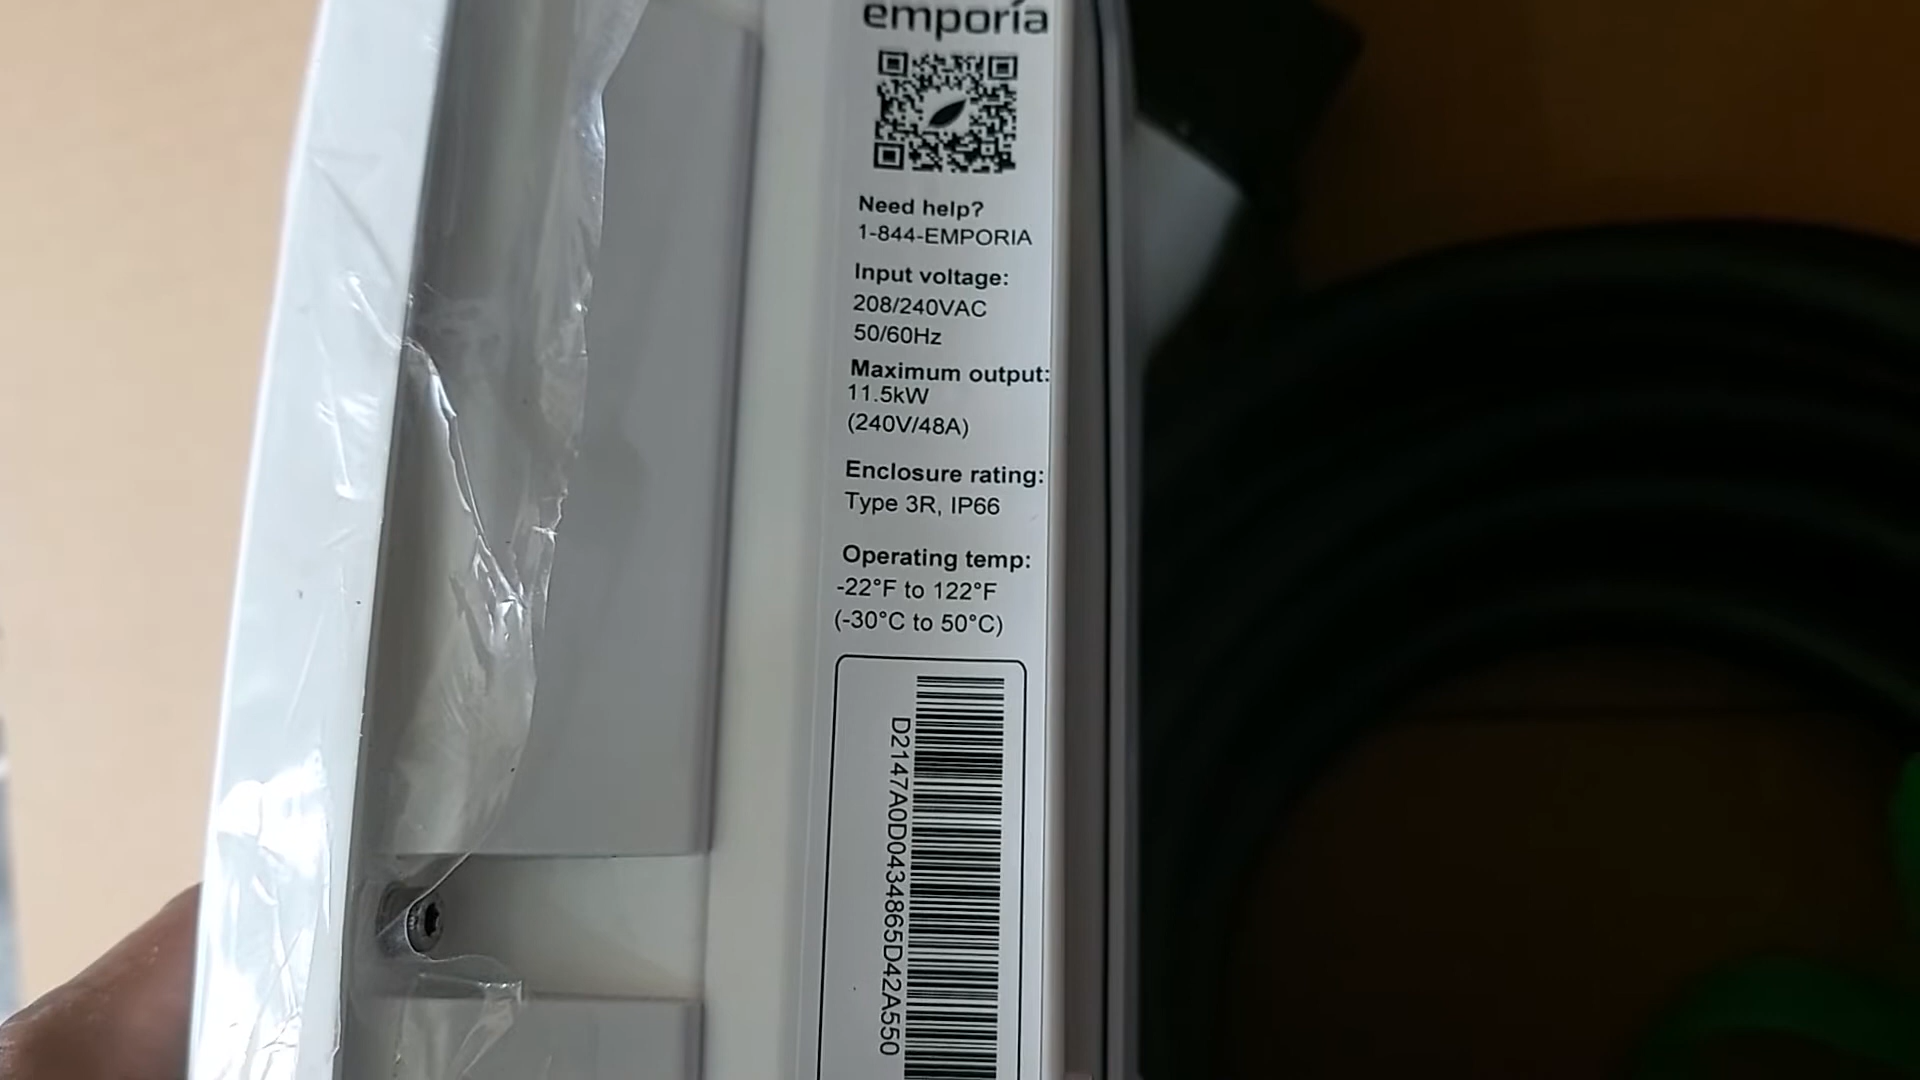 emporia
Need help?
1-844-EMPORIA
Input voltage:
208/240VAC
50/60Hz
Maximum output:
11.5kW
(240V/48A)
Enclosure rating:
Type 3R, IP66
Operating temp:
-22°F to 122°F
(-30°C to 50°C)
D2147A0D0434865D42A550